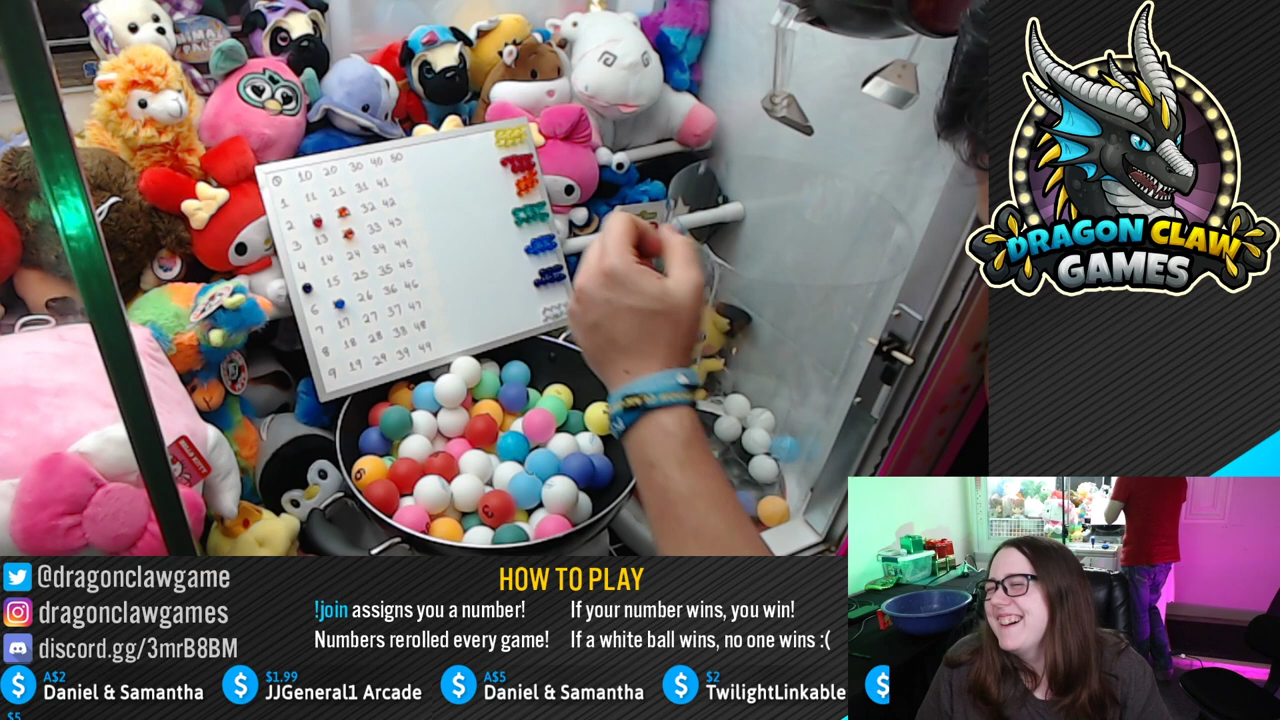 0 10 20 30 40 50
1 11 21 31 41
2 32 42
3 13 33 43
4 14 24 34 44
15 25 35 45
6 26 36 46
7 17 27 37 47
8 18 28 38 48
9 19 29 39 49
DRAGON CLAW
GAMES
@dragonclawgame
dragonclawgames
discord.gg/3mrB8BM
HOW TO PLAY
!join assigns you a number!
Numbers rerolled every game!
If your number wins, you win!
If a white ball wins, no one wins :(
A$2
Daniel & Samantha
$1.99
JJGeneral1 Arcade
A$5
Daniel & Samantha
$2
TwilightLinkable
$5